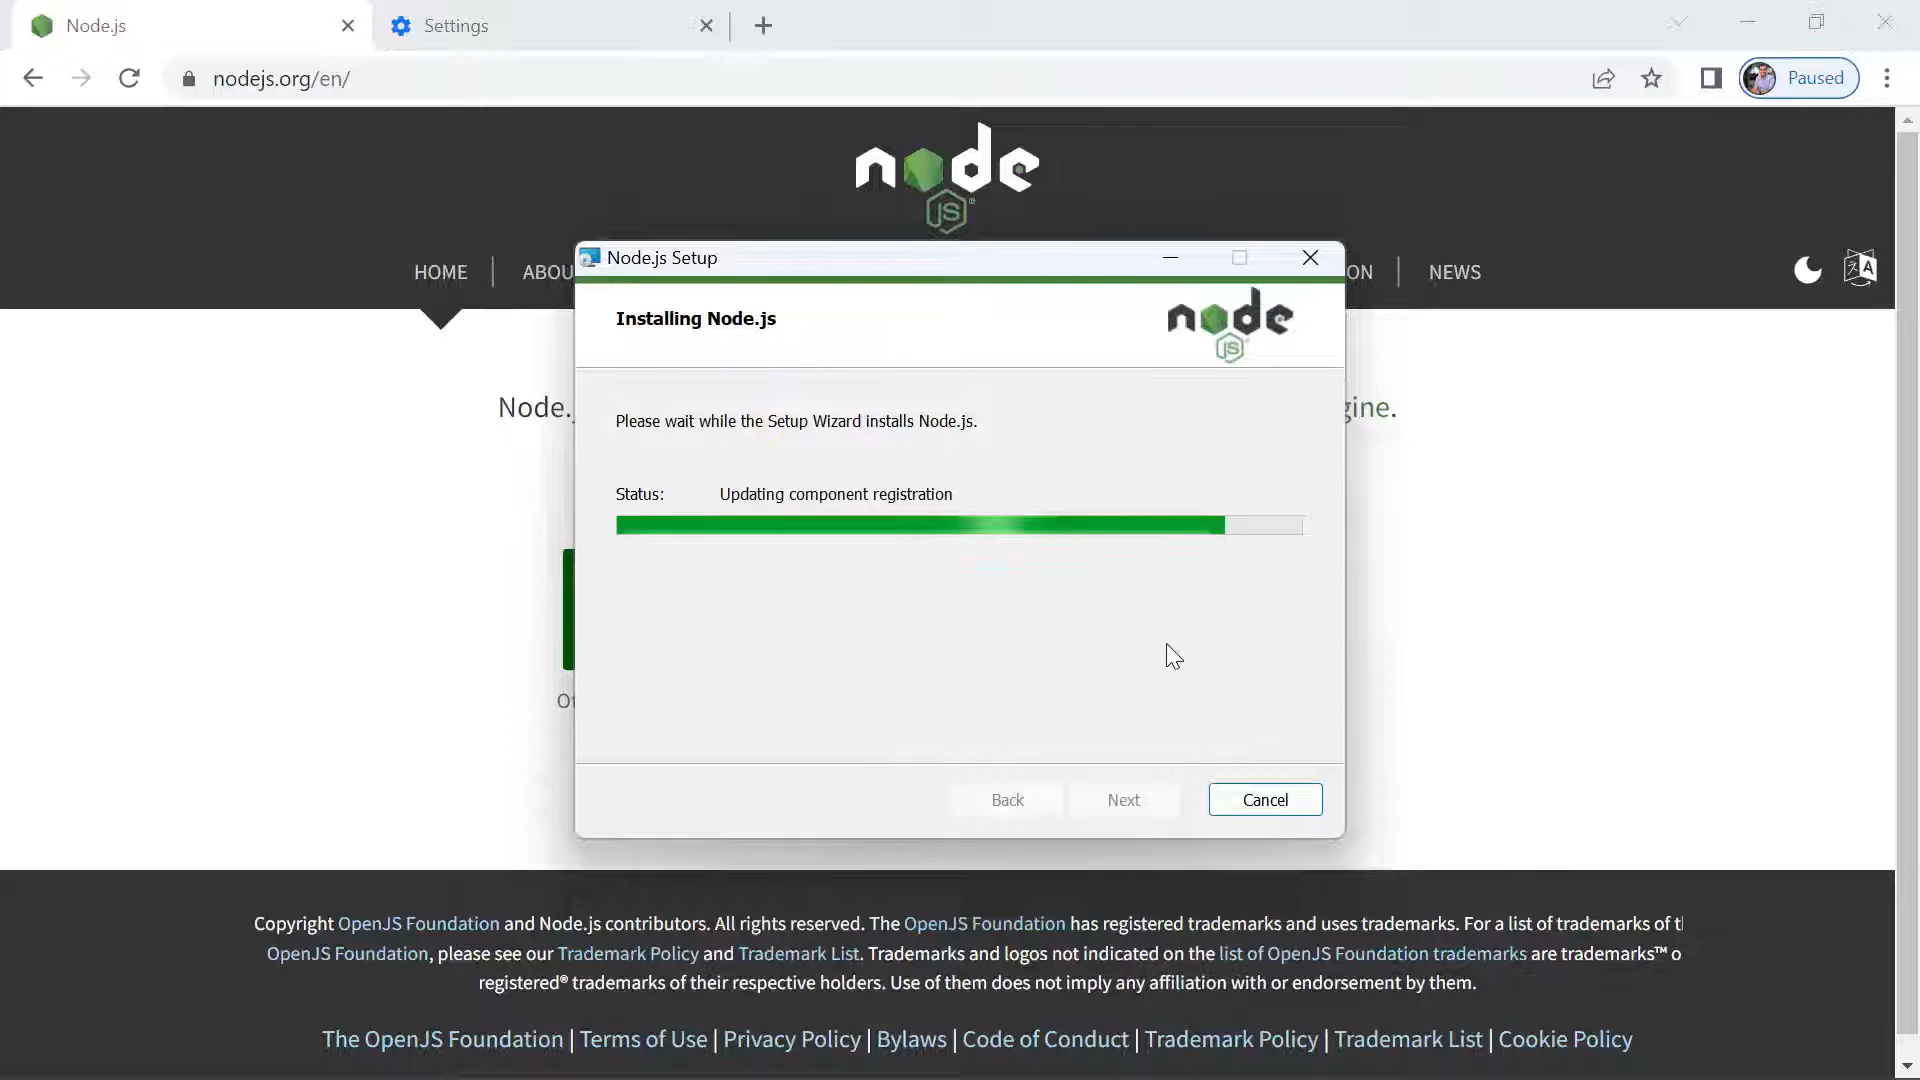 Node.js
Settings
nodejs.org/en/
Paused
node
JS
HOME
ABOU
ON
NEWS
Node.js Setup
Installing Node.js
node
JS
Node.
gine.
Please wait while the Setup Wizard installs Node.js.
Status: Updating component registration
Back
Next
Cancel
Copyright OpenJS Foundation and Node.js contributors. All rights reserved. The OpenJS Foundation has registered trademarks and uses trademarks. For a list of trademarks of t
OpenJS Foundation, please see our Trademark Policy and Trademark List. Trademarks and logos not indicated on the list of OpenJS Foundation trademarks are trademarks™ o
registered® trademarks of their respective holders. Use of them does not imply any affiliation with or endorsement by them.
The OpenJS Foundation | Terms of Use | Privacy Policy | Bylaws | Code of Conduct | Trademark Policy | Trademark List | Cookie Policy